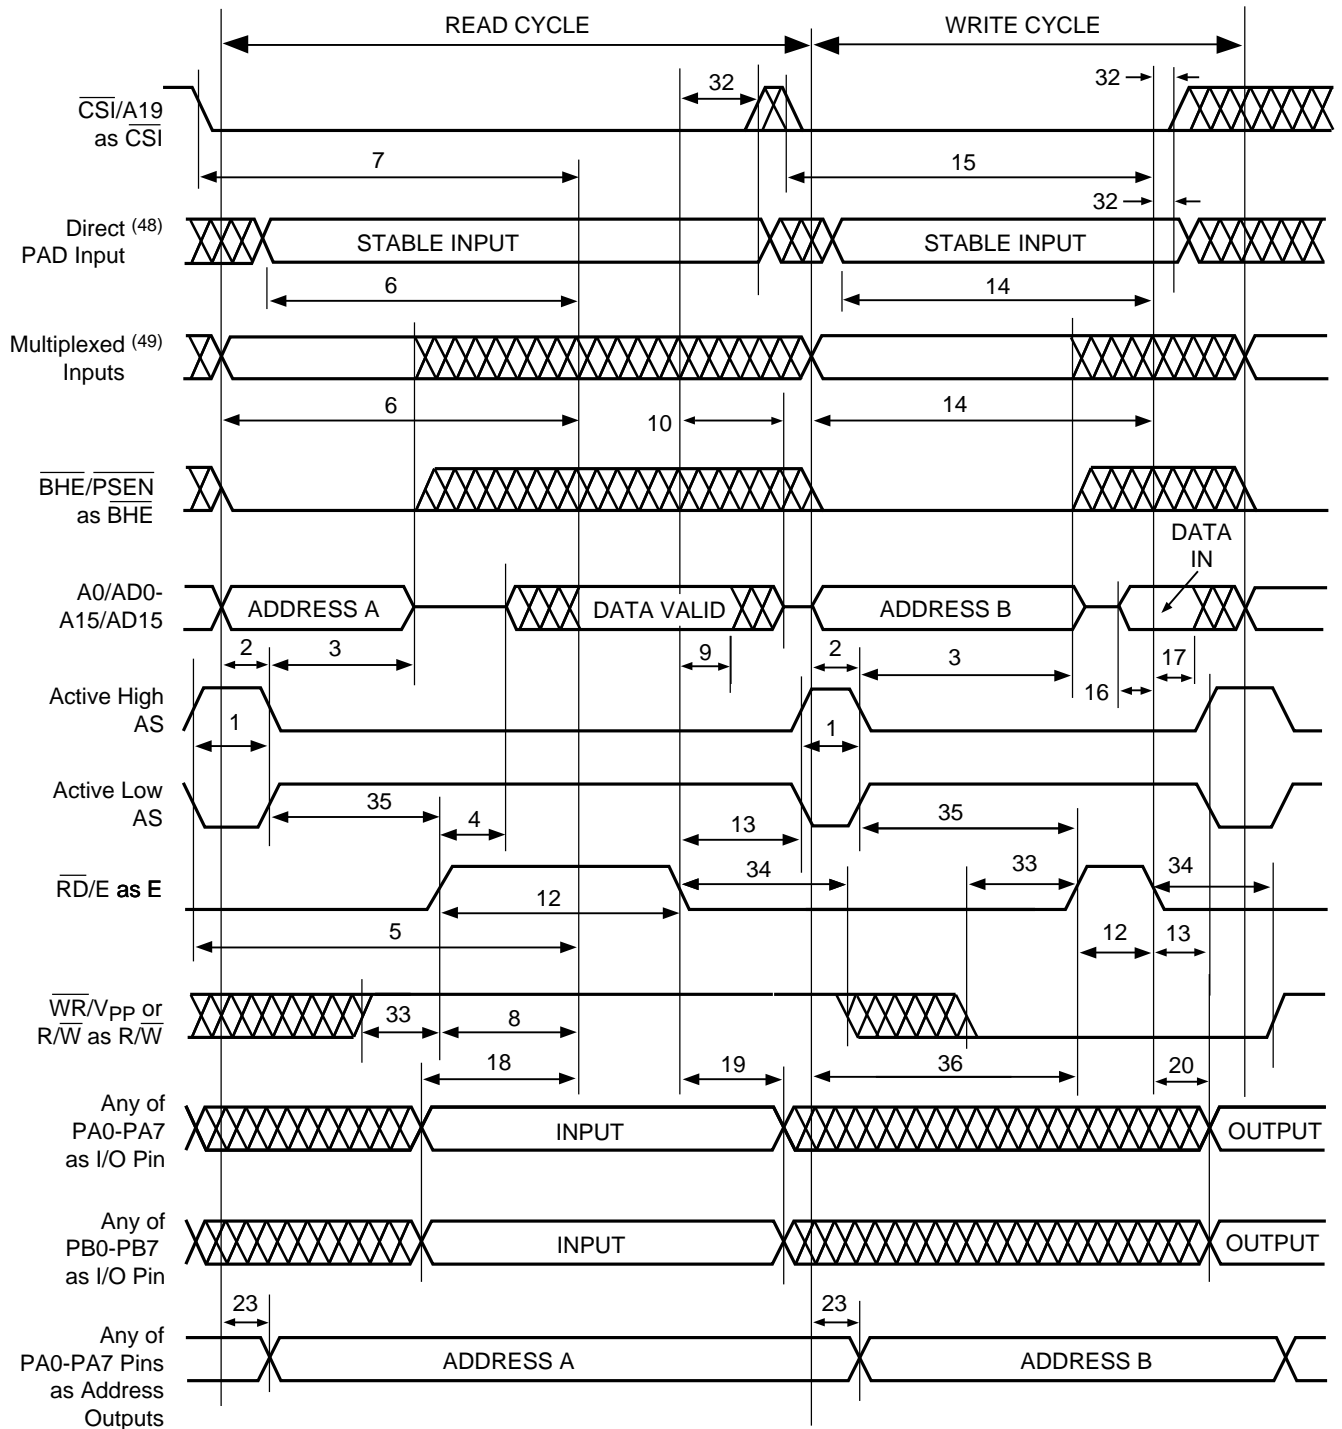 READ CYCLE
WRITE CYCLE
32
32
CSI/A19
as CSI
7
15
32
Direct (48)
PAD Input
STABLE INPUT
STABLE INPUT
6
14
Multiplexed (49)
Inputs
6
10
14
BHE/PSEN
as BHE
DATA
IN
A0/AD0-
A15/AD15
ADDRESS A
DATA VALID
ADDRESS B
2
3
9
2
3
17
16
Active High
AS
1
1
Active Low
AS
35
4
13
35
34
33
34
RD/E as E
12
5
12
13
WR/VPP or
R/W as R/W
33
8
18
19
36
20
Any of
PA0-PA7
as I/O Pin
INPUT
OUTPUT
Any of
PB0-PB7
as I/O Pin
INPUT
OUTPUT
23
23
Any of
PA0-PA7 Pins
as Address
Outputs
ADDRESS A
ADDRESS B